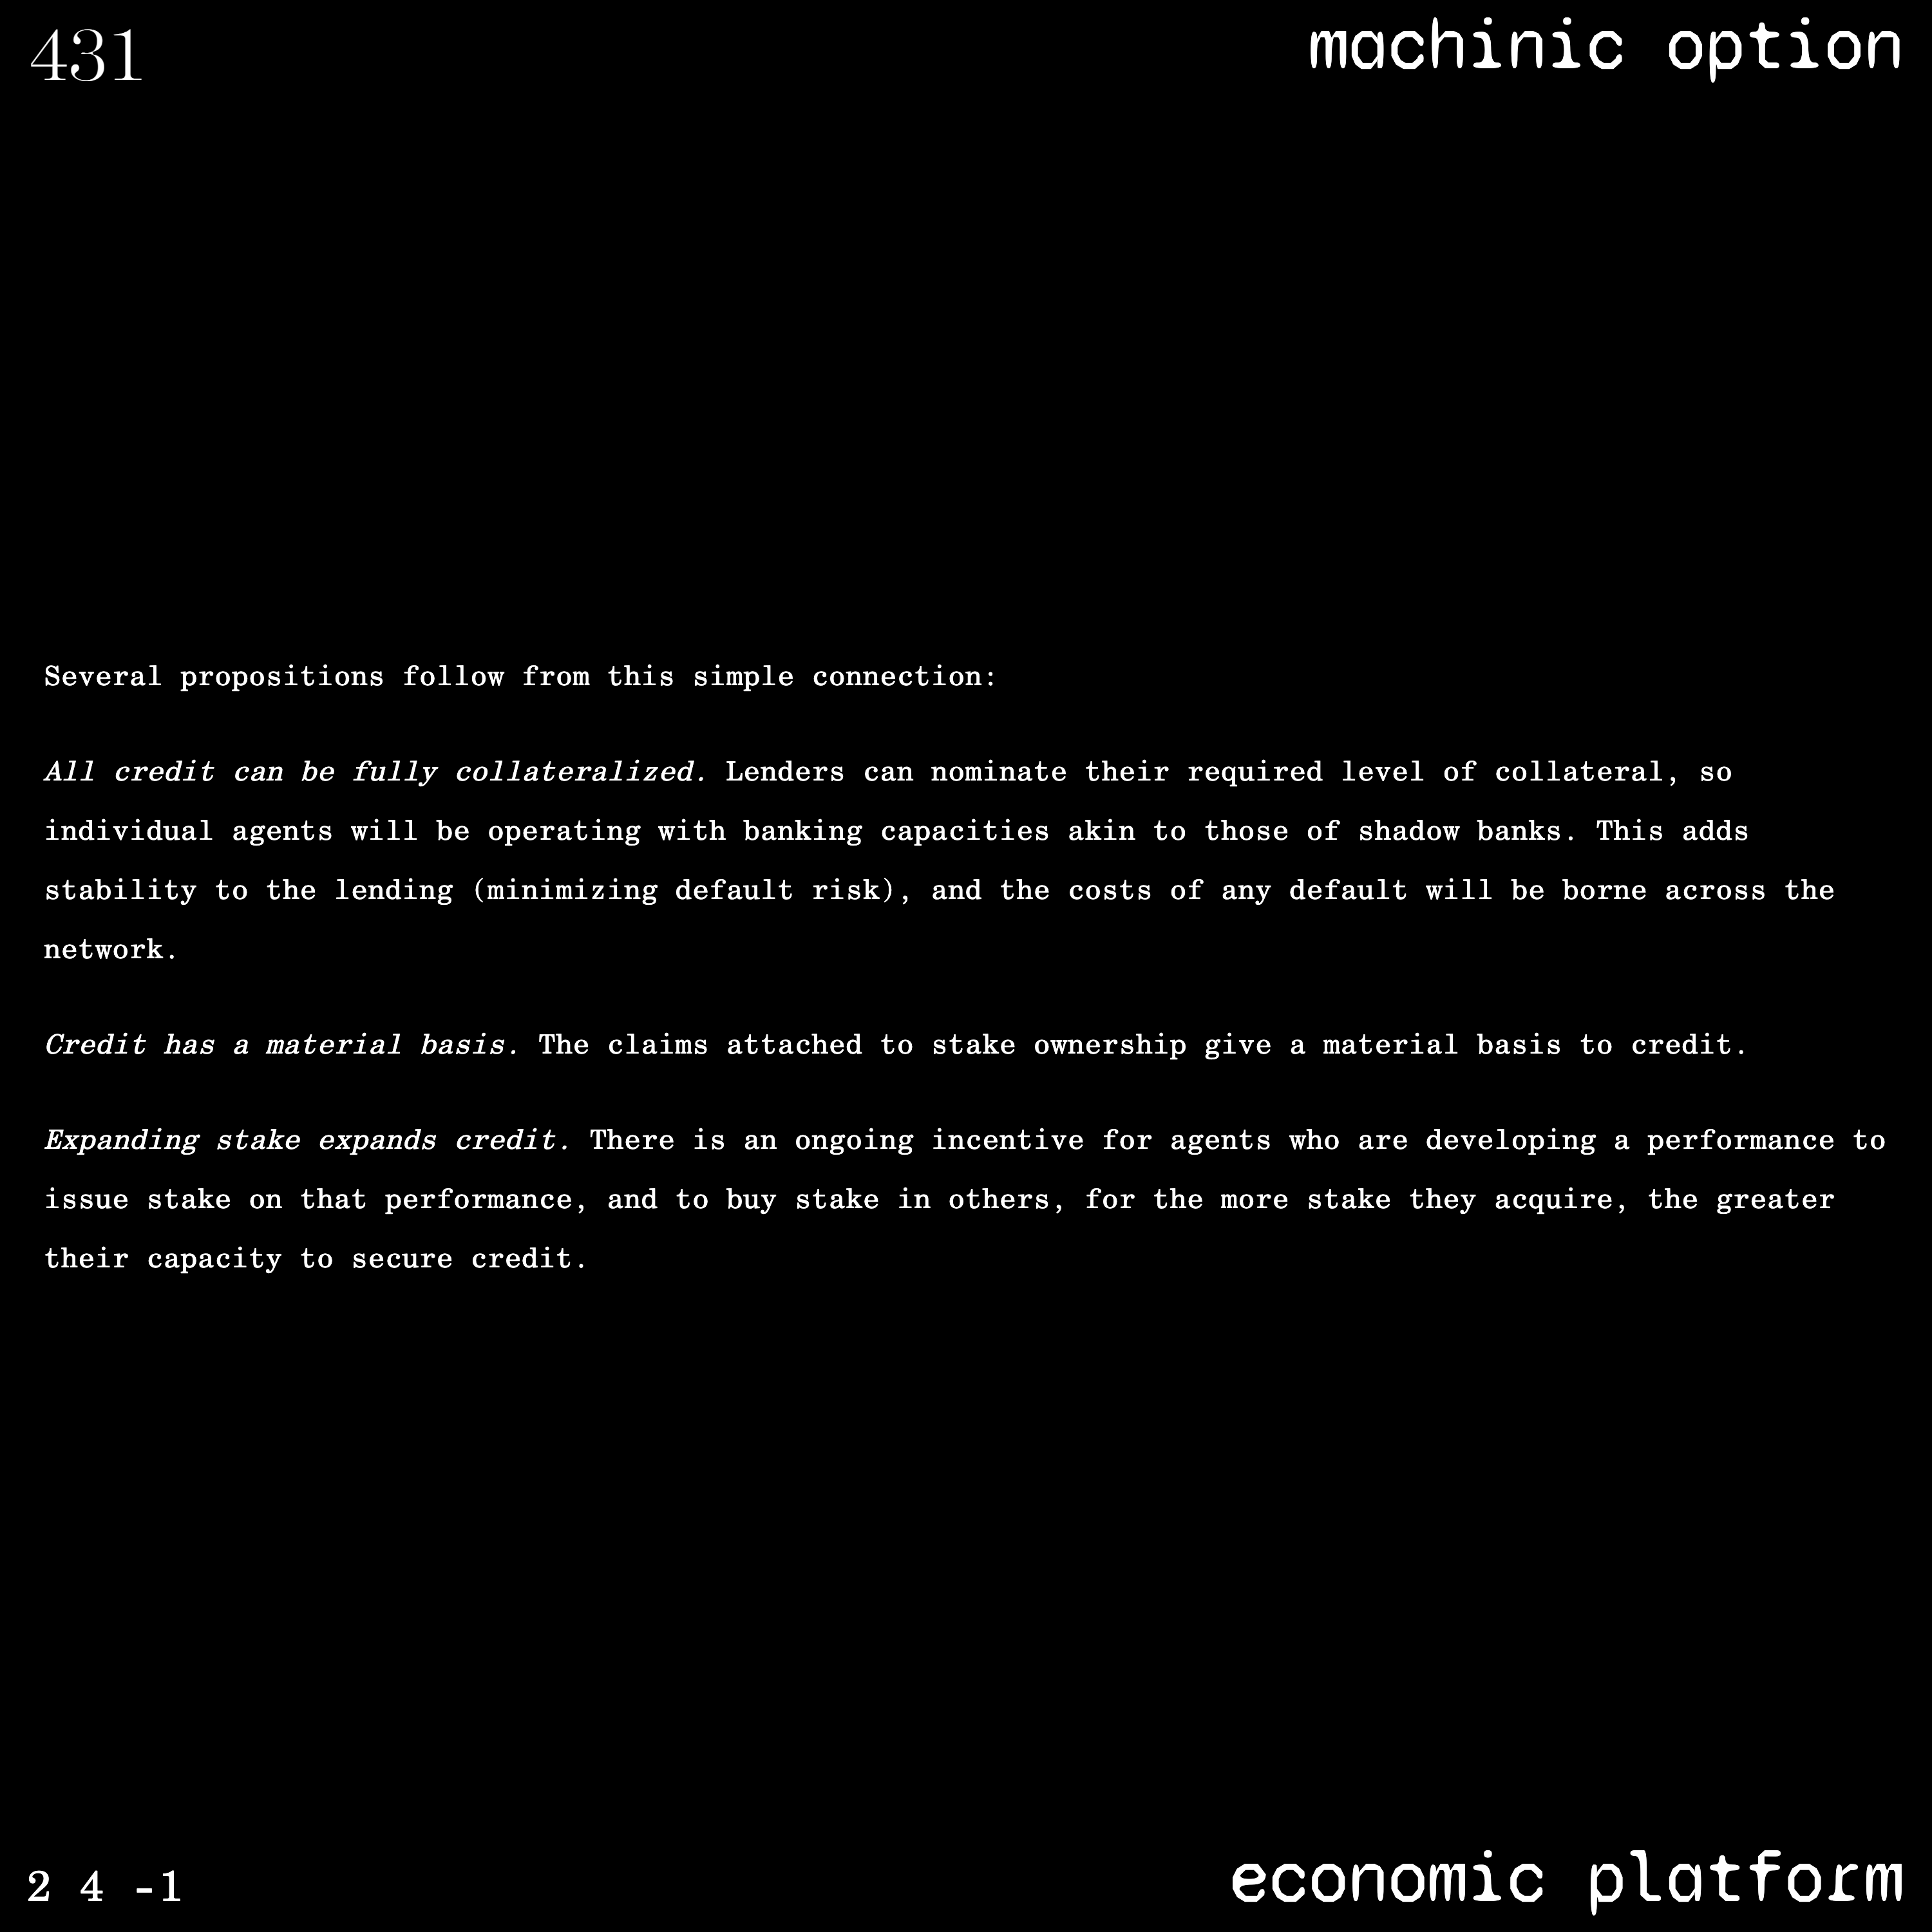 431
machinic option
Several propositions follow from this simple connection:
All credit can be fully collateralized. Lenders can nominate their required level of collateral, so
individual agents will be operating with banking capacities akin to those of shadow banks. This adds
stability to the lending (minimizing default risk), and the costs of any default will be borne across the
network.
Credit has a material basis. The claims attached to stake ownership give a material basis to credit.
Expanding stake expands credit. There is an ongoing incentive for agents who are developing a performance to
issue stake on that performance, and to buy stake in others, for the more stake they acquire, the greater
their capacity to secure credit.
2 4 -1
economic platform